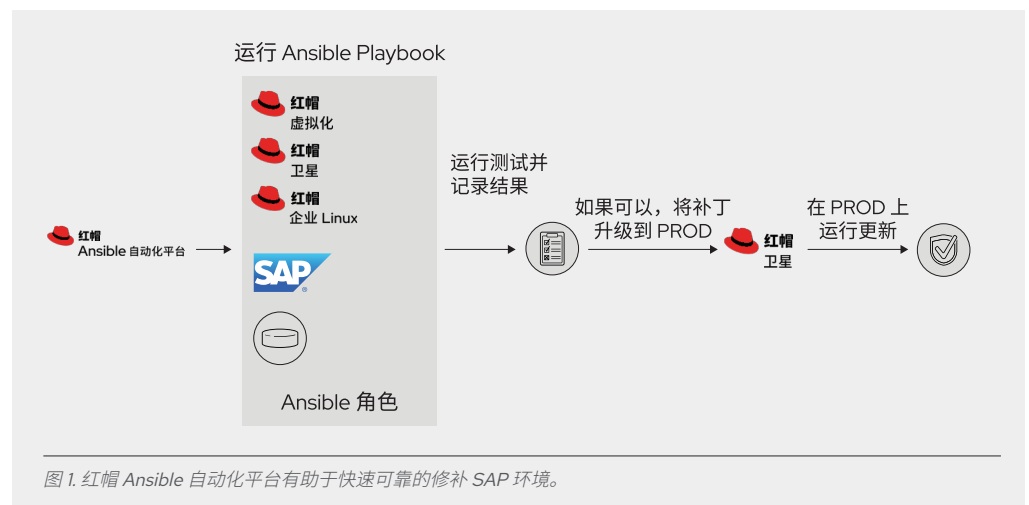 运行 Ansible Playbook
红帽
虚拟化
红帽
卫星
红帽
企业 Linux
SAP
®
Ansible 角色
红帽
Ansible 自动化平台
运行测试并
记录结果
如果可以，将补丁
升级到 PROD
红帽
卫星
在 PROD 上
运行更新
图 1. 红帽 Ansible 自动化平台有助于快速可靠的修补 SAP 环境。